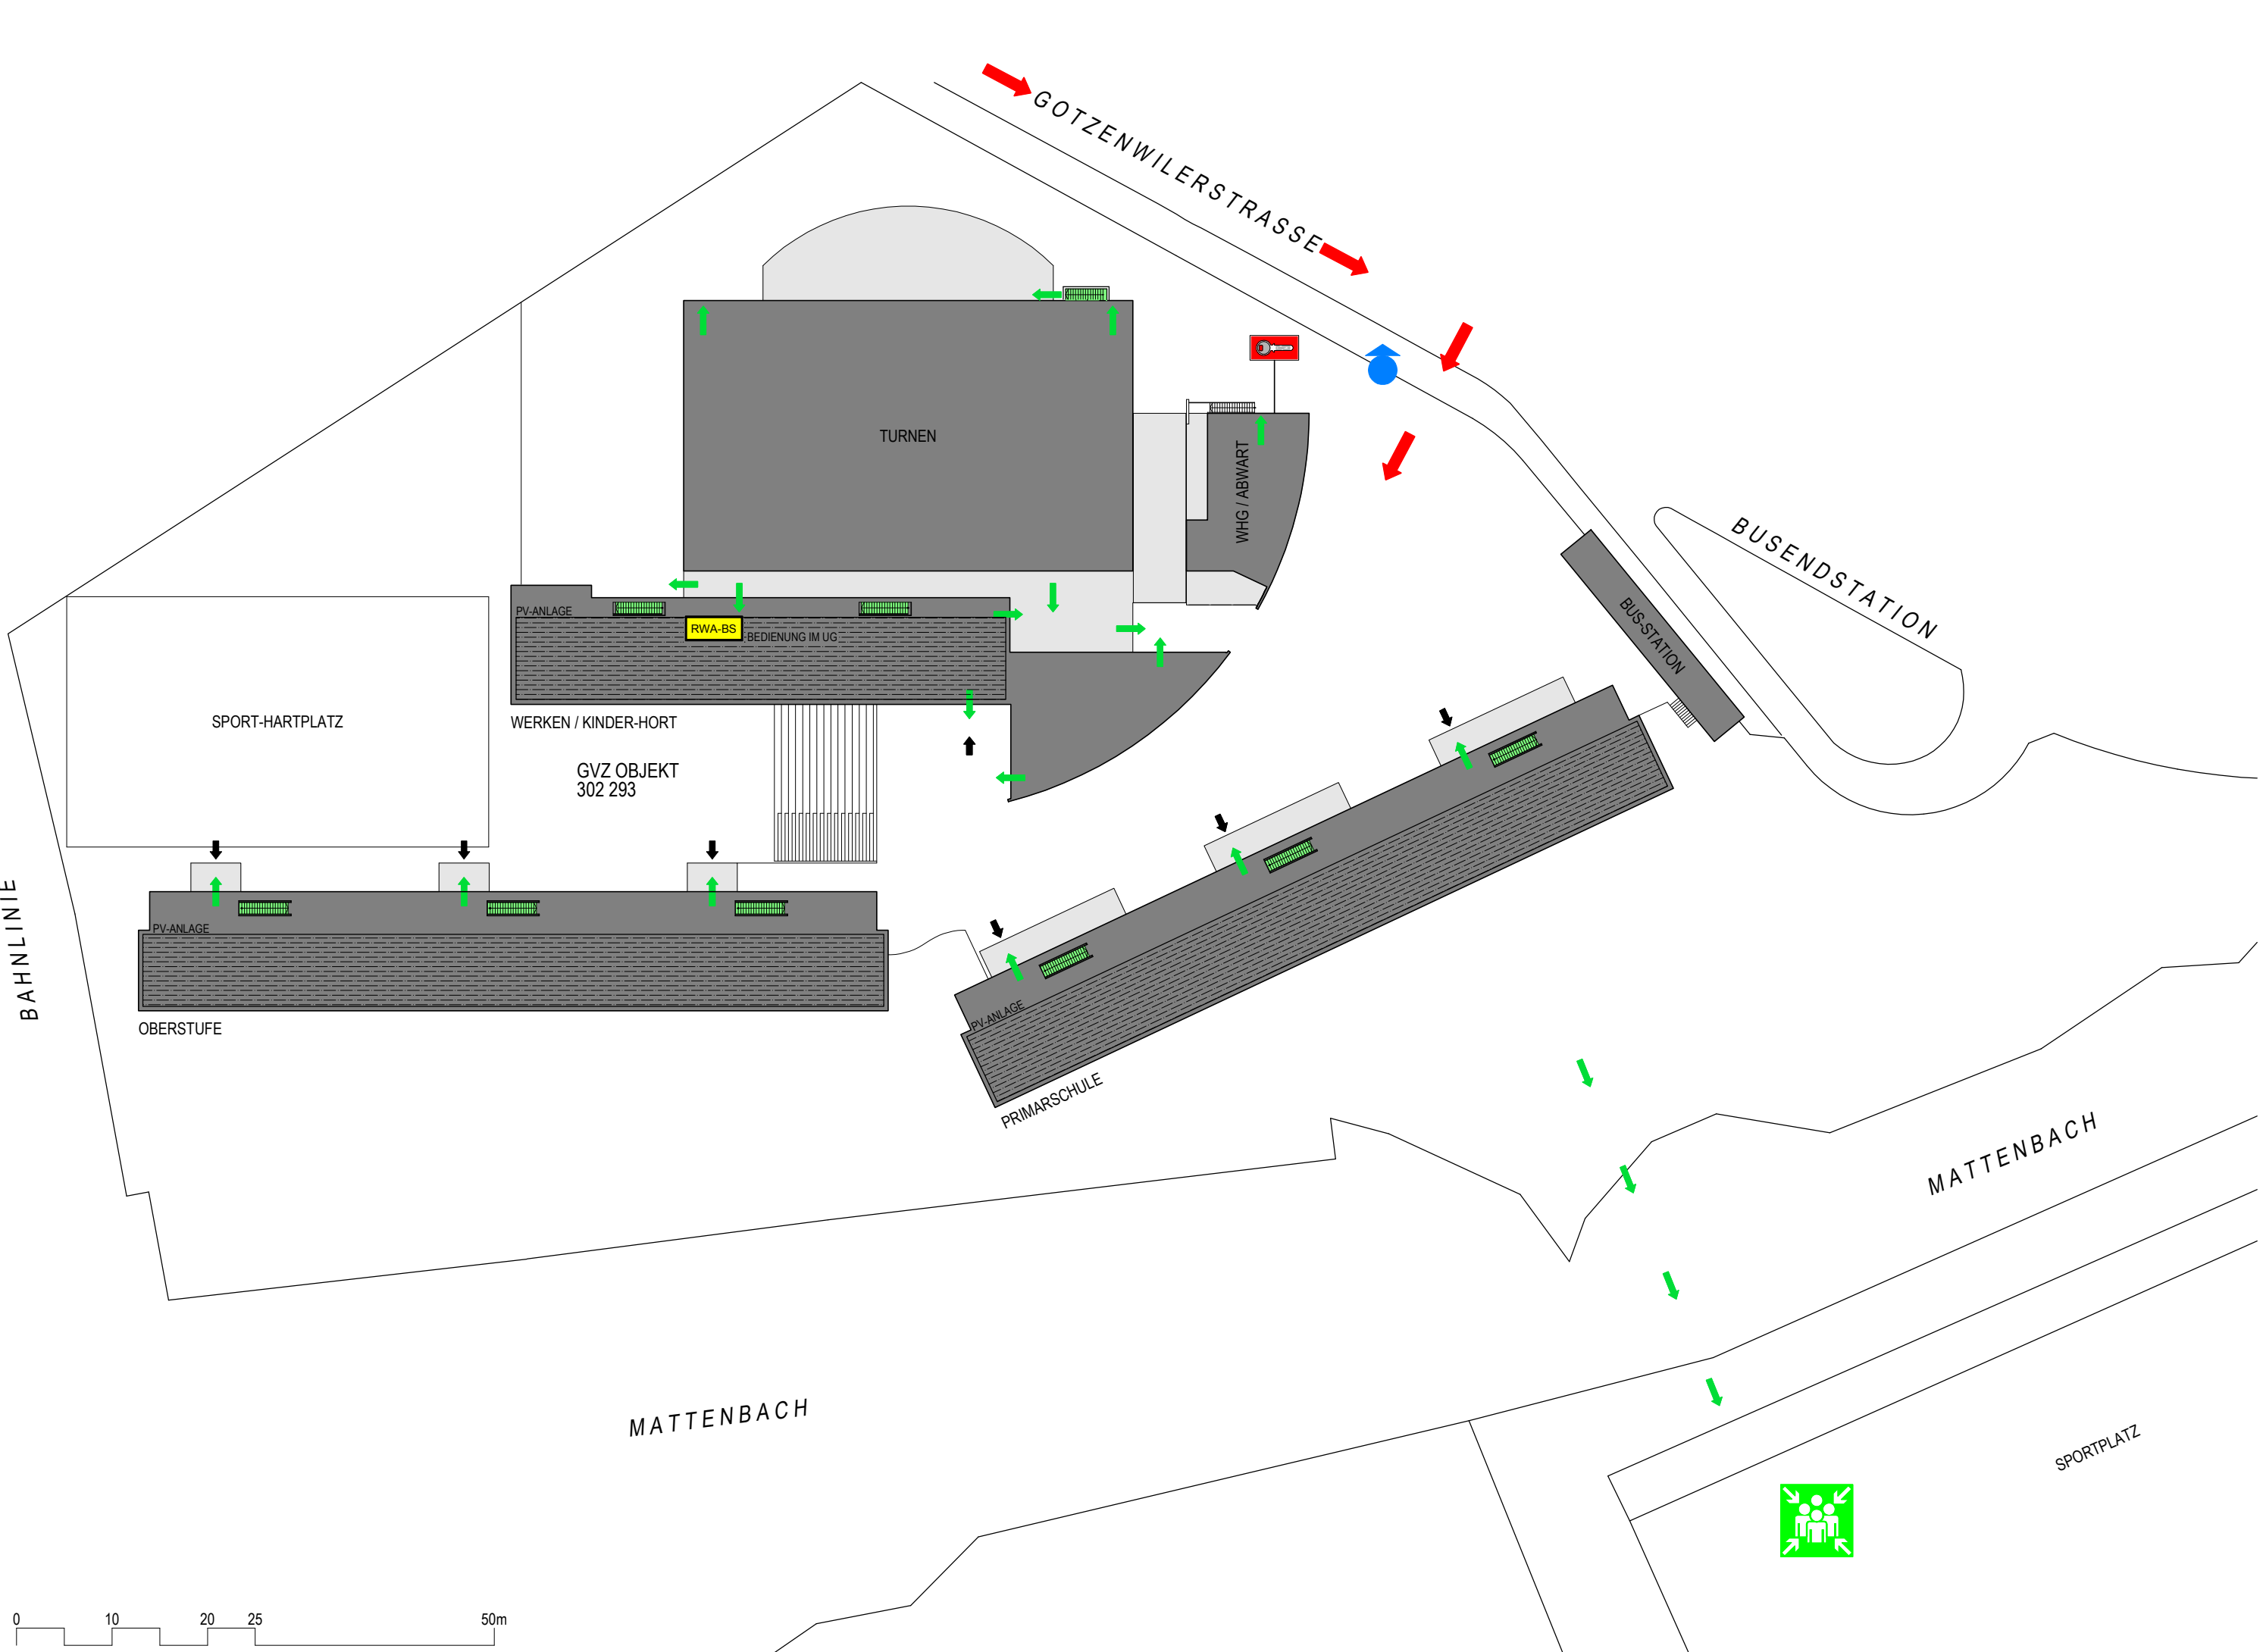 GOTZENWILERSTRASSE
TURNEN
WHG / ABWART
BUSENDSTATION
BUS-STATION
PV-ANLAGE
RWA-BS
BEDIENUNG IM UG
SPORT-HARTPLATZ
WERKEN / KINDER-HORT
GVZ OBJEKT
302 293
BAHNLINIE
PV-ANLAGE
OBERSTUFE
PV-ANLAGE
PRIMARSCHULE
MATTENBACH
MATTENBACH
SPORTPLATZ
0 10 20 25 50m